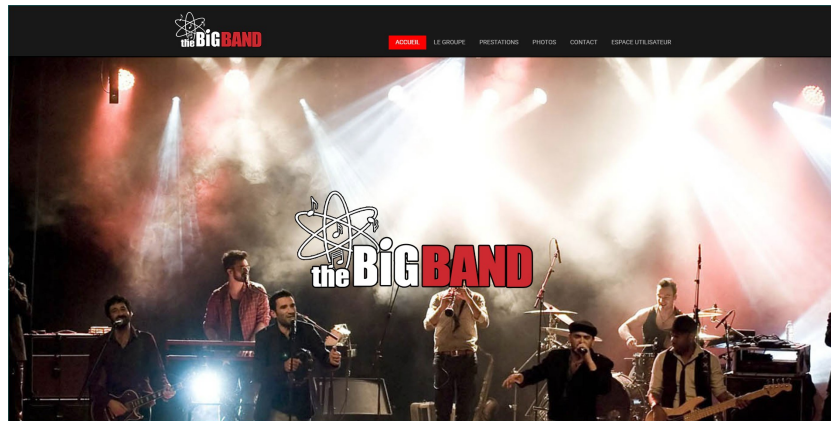 the BiG BAND
ACCUEIL LE GROUPE PRESTATIONS PHOTOS CONTACT ESPACE UTILISATEUR
the BiG BAND